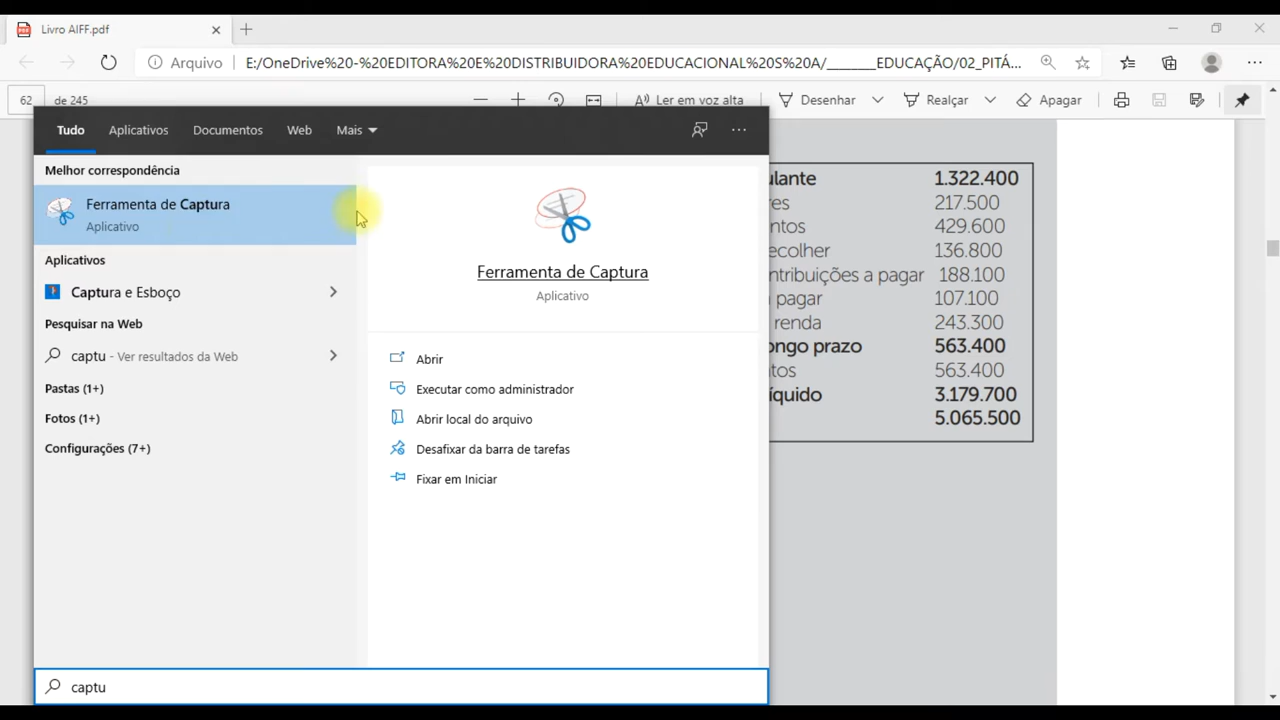 Livro AIFF.pdf
Arquivo
E:/OneDrive%20-%20EDITORA%20E%20DISTRIBUIDORA%20EDUCACIONAL%20S%20A/________EDUCAÇÃO/02_PITÁ...
62 de 245
Ler em voz alta
Desenhar
Realçar
Apagar
Tudo Aplicativos Documentos Web Mais
Melhor correspondência
Ferramenta de Captura
Aplicativo
Aplicativos
Captura e Esboço
Pesquisar na Web
captu - Ver resultados da Web
Pastas (1+)
Fotos (1+)
Configurações (7+)
Ferramenta de Captura
Aplicativo
Abrir
Executar como administrador
Abrir local do arquivo
Desafixar da barra de tarefas
Fixar em Iniciar
captu
ulante 1.322.400
res 217.500
ntos 429.600
ecolher 136.800
ntribuições a pagar 188.100
pagar 107.100
renda 243.300
ongo prazo 563.400
tos 563.400
íquido 3.179.700
5.065.500